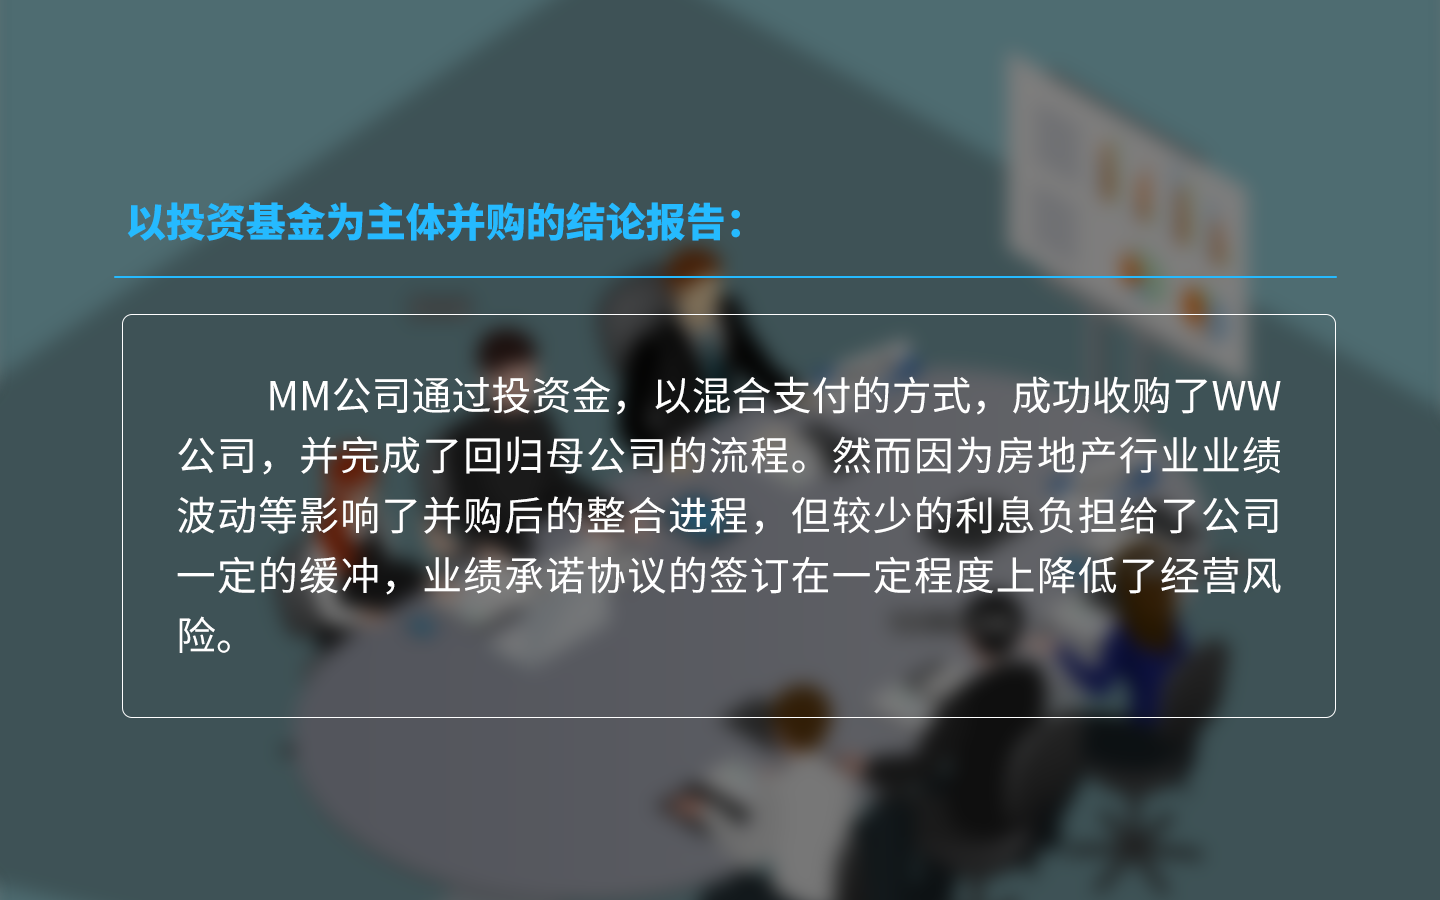 以投资基金为主体并购的结论报告：
MM公司通过投资金，以混合支付的方式，成功收购了WW
公司，并完成了回归母公司的流程。然而因为房地产行业业绩
波动等影响了并购后的整合进程，但较少的利息负担给了公司
一定的缓冲，业绩承诺协议的签订在一定程度上降低了经营风
险。